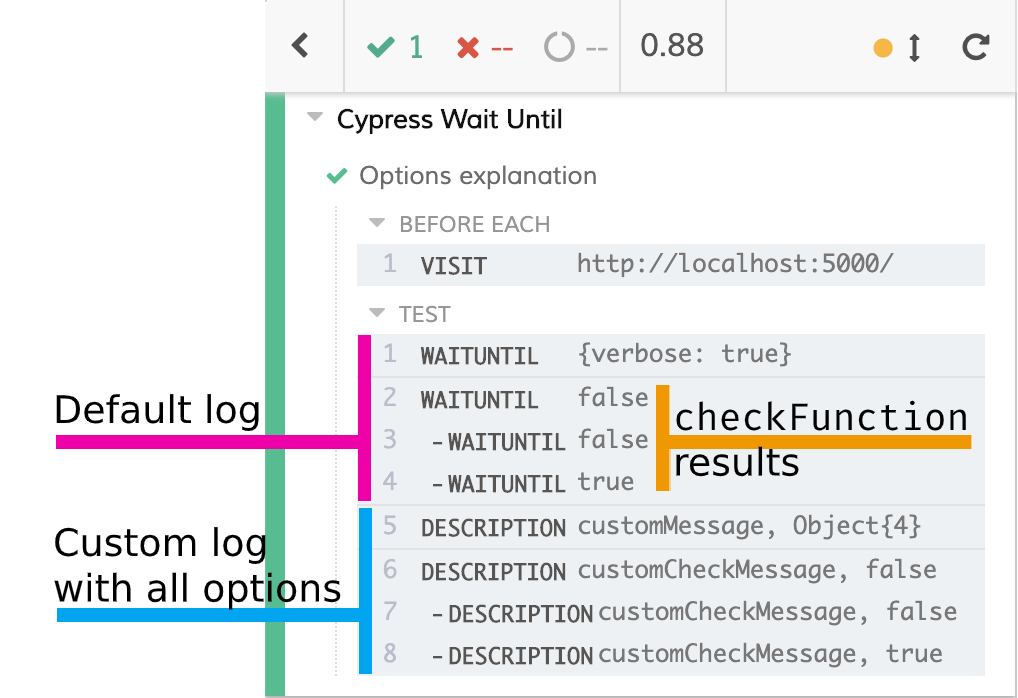 1 -- -- 0.88
Cypress Wait Until
Options explanation
BEFORE EACH
1 VISIT http://localhost:5000/
TEST
1 WAITUNTIL {verbose: true}
2 WAITUNTIL false
3 -WAITUNTIL false
4 -WAITUNTIL true
Default log
checkFunction
results
5 DESCRIPTION customMessage, Object{4}
6 DESCRIPTION customCheckMessage, false
7 -DESCRIPTION customCheckMessage, false
8 -DESCRIPTION customCheckMessage, true
Custom log
with all options